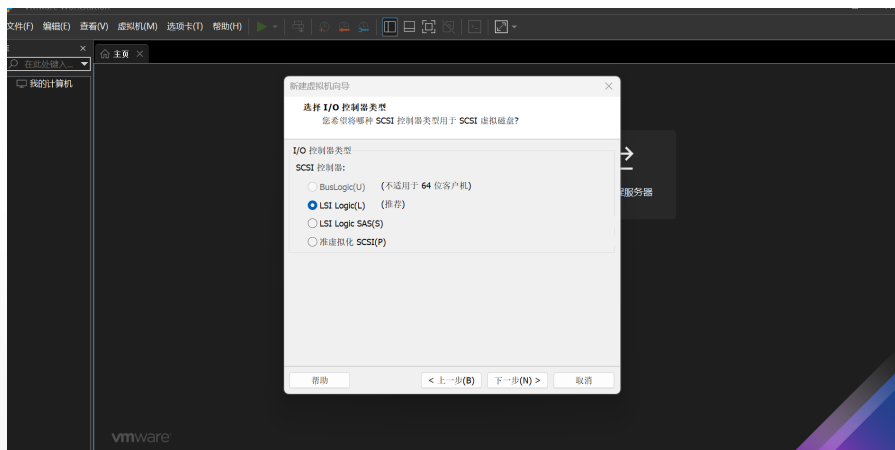 文件(F) 编辑(E) 查看(V) 虚拟机(M) 选项卡(T) 帮助(H)
主页
在此处键入...
我的计算机
新建虚拟机向导
选择 I/O 控制器类型
您希望将哪种 SCSI 控制器类型用于 SCSI 虚拟磁盘?
I/O 控制器类型
SCSI 控制器:
BusLogic(U) (不适用于 64 位客户机)
LSI Logic(L) (推荐)
LSI Logic SAS(S)
准虚拟化 SCSI(P)
程服务器
帮助 < 上一步(B) 下一步(N) > 取消
vmware